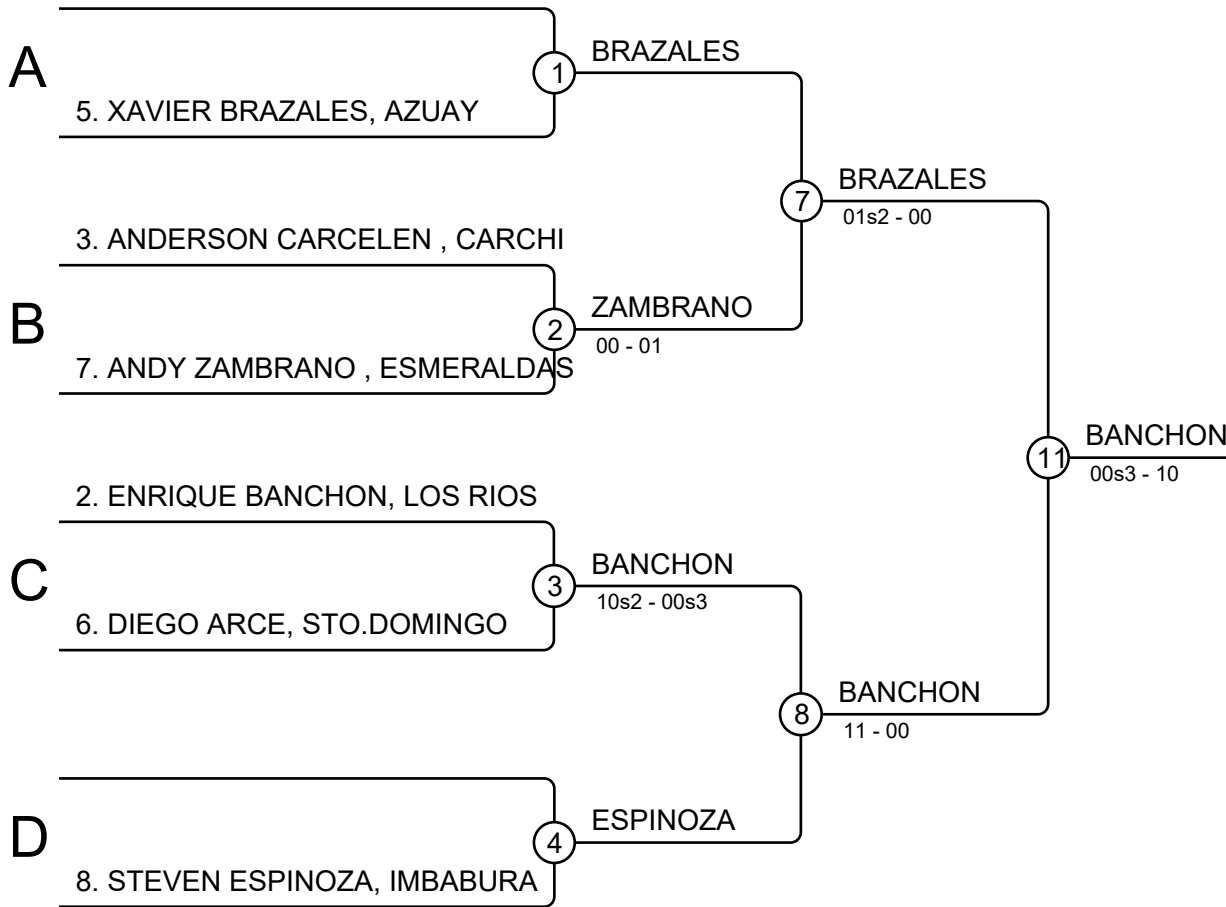 A
5. XAVIER BRAZALES, AZUAY
1
BRAZALES
7
BRAZALES
01s2 - 00
3. ANDERSON CARCELEN , CARCHI
B
2
ZAMBRANO
00 - 01
7. ANDY ZAMBRANO , ESMERALDAS
11
BANCHON
00s3 - 10
2. ENRIQUE BANCHON, LOS RIOS
C
3
BANCHON
10s2 - 00s3
6. DIEGO ARCE, STO.DOMINGO
8
BANCHON
11 - 00
D
4
ESPINOZA
8. STEVEN ESPINOZA, IMBABURA